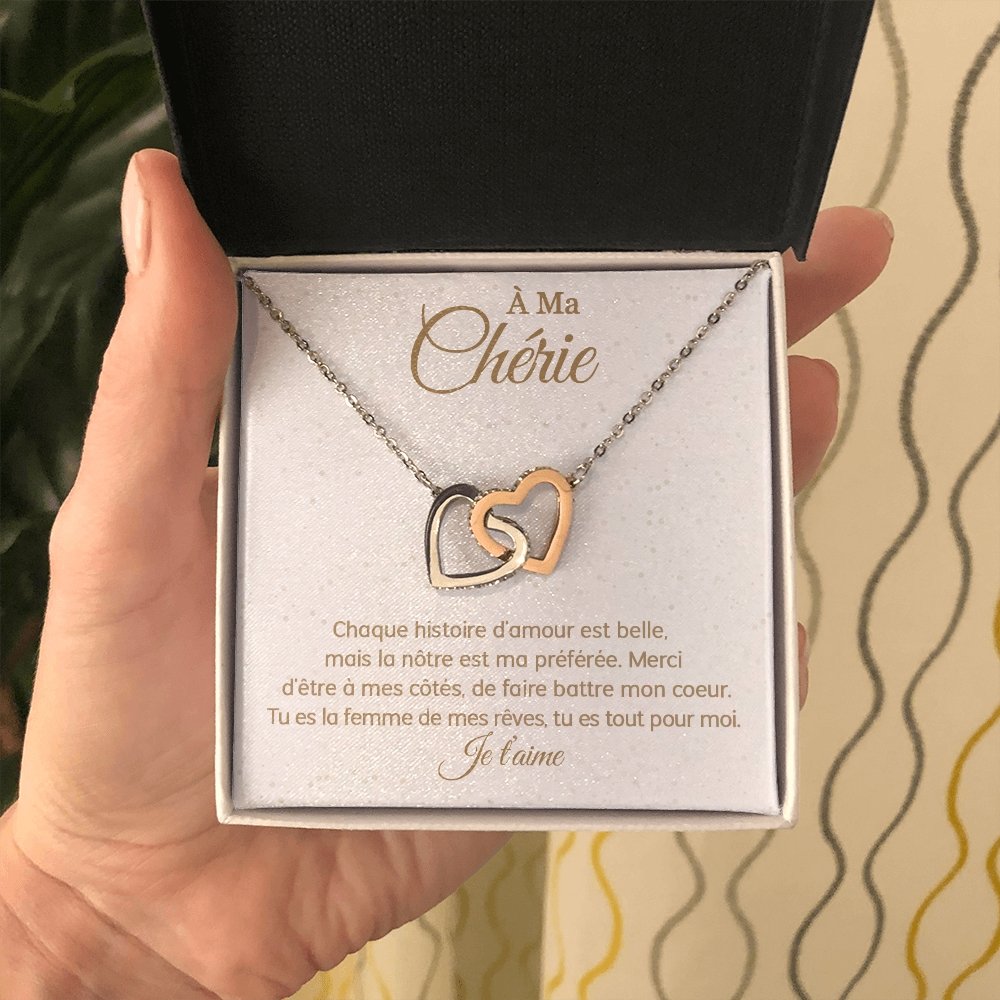 À Ma
Chérie
Chaque histoire d'amour est belle,
mais la nôtre est ma préférée. Merci
d'être à mes côtés, de faire battre mon coeur.
Tu es la femme de mes rêves, tu es tout pour moi.
Je t'aime